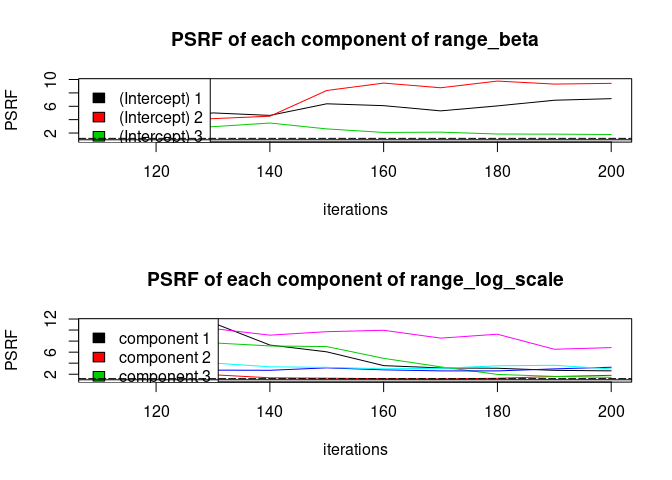 PSRF of each component of range_beta
PSRF
10
6
2
(Intercept) 1
(Intercept) 2
(Intercept) 3
120 140 160 180 200
iterations
PSRF of each component of range_log_scale
PSRF
12
6
2
component 1
component 2
component 3
120 140 160 180 200
iterations